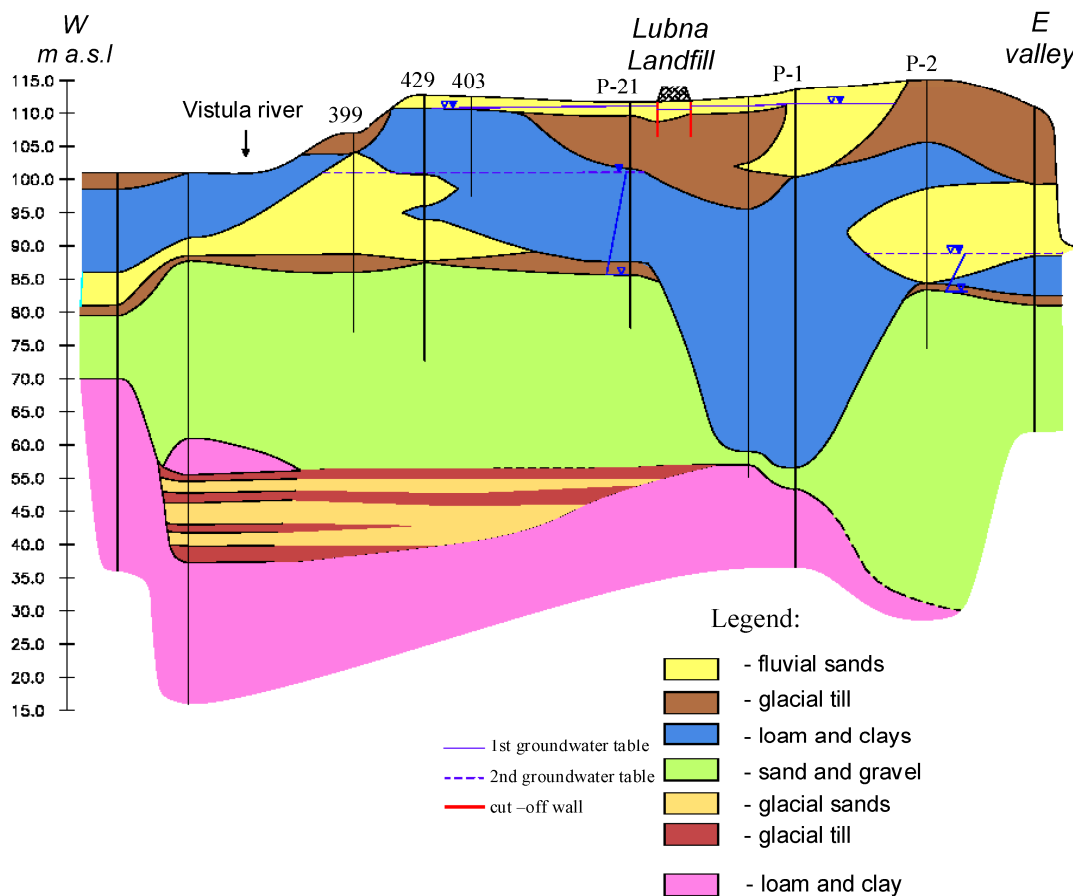 W
m a.s.l
Lubna
Landfill
E
valley
115.0
110.0
105.0
100.0
95.0
90.0
85.0
80.0
75.0
70.0
65.0
60.0
55.0
50.0
45.0
40.0
35.0
30.0
25.0
20.0
15.0
Vistula river
399
429
403
P-21
P-1
P-2
Legend:
- fluvial sands
- glacial till
- loam and clays
- sand and gravel
- glacial sands
- glacial till
- loam and clay
1st groundwater table
2nd groundwater table
cut –off wall